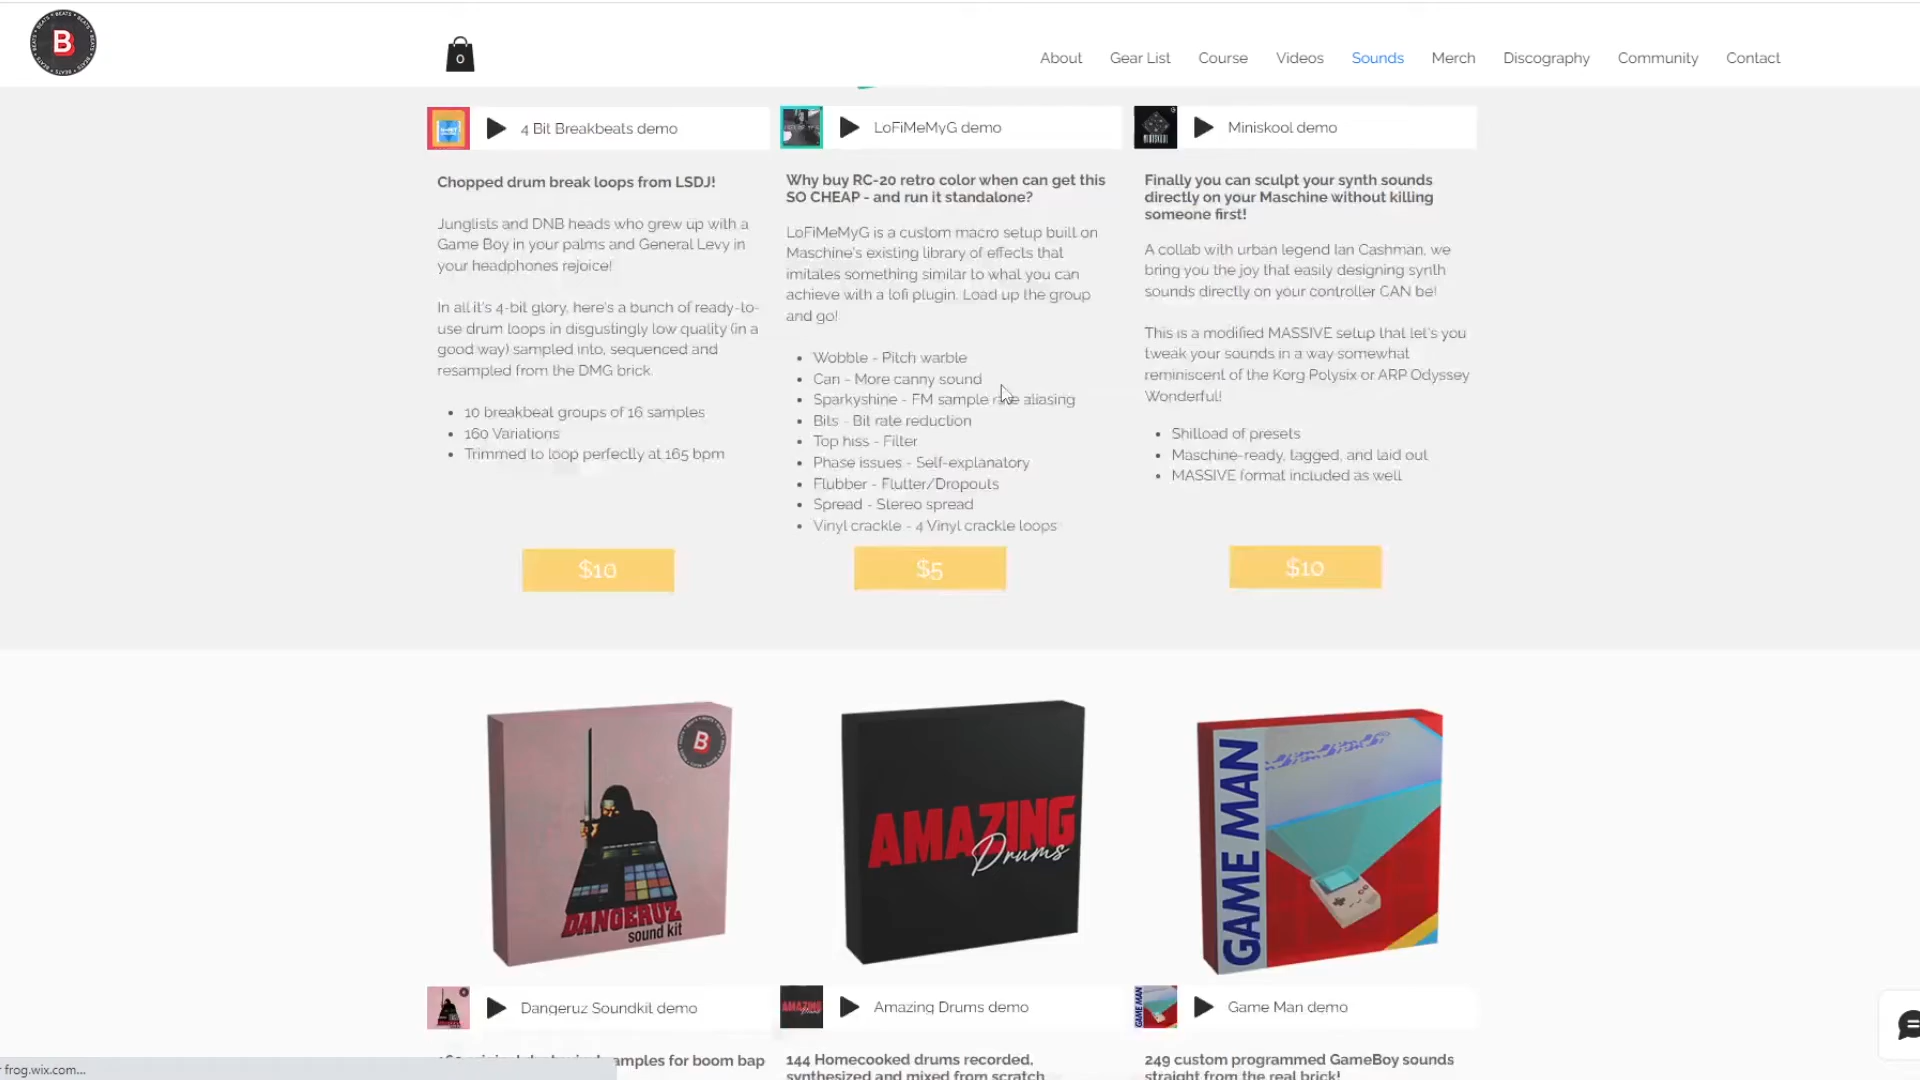 B
0
About
Gear List
Course
Videos
Sounds
Merch
Discography
Community
Contact
4 Bit Breakbeats demo
Chopped drum break loops from LSDJ!
Junglists and DNB heads who grew up with a
Game Boy in your palms and General Levy in
your headphones rejoice!
In all it's 4-bit glory, here's a bunch of ready-to-
use drum loops in disgustingly low quality (in a
good way) sampled into, sequenced and
resampled from the DMG brick.
10 breakbeat groups of 16 samples
160 Variations
Trimmed to loop perfectly at 165 bpm
$10
LoFiMeMyG demo
Why buy RC-20 retro color when can get this
SO CHEAP - and run it standalone?
LoFiMeMyG is a custom macro setup built on
Maschine's existing library of effects that
imitates something similar to what you can
achieve with a lofi plugin. Load up the group
and go!
Wobble - Pitch warble
Can - More canny sound
Sparkyshine - FM sample rate aliasing
Bits - Bit rate reduction
Top hiss - Filter
Phase issues - Self-explanatory
Flubber - Flutter/Dropouts
Spread - Stereo spread
Vinyl crackle - 4 Vinyl crackle loops
$5
Miniskool demo
Finally you can sculpt your synth sounds
directly on your Maschine without killing
someone first!
A collab with urban legend Ian Cashman, we
bring you the joy that easily designing synth
sounds directly on your controller CAN be!
This is a modified MASSIVE setup that let's you
tweak your sounds in a way somewhat
reminiscent of the Korg Polysix or ARP Odyssey
Wonderful!
Shitload of presets
Maschine-ready, tagged, and laid out
MASSIVE format included as well
$10
B
DANGERUZ
sound kit
AMAZING
Drums
GAME MAN
Dangeruz Soundkit demo
Amazing Drums demo
Game Man demo
samples for boom bap
144 Homecooked drums recorded,
synthesized and mixed from scratch
249 custom programmed GameBoy sounds
straight from the real brick!
frog.wix.com...